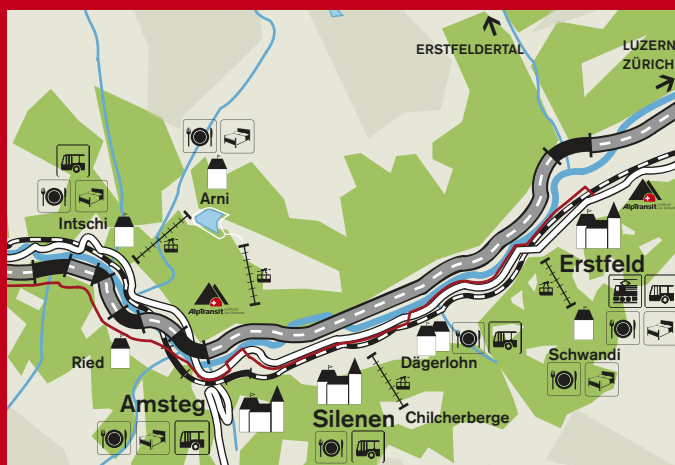 ERSTFELDERTAL
LUZERN
ZÜRICH
Arni
Intschi
AlpTransit
Erstfeld
AlpTransit
Ried
Dägerlohn
Schwandi
Amsteg
Silenen
Chilcherberge